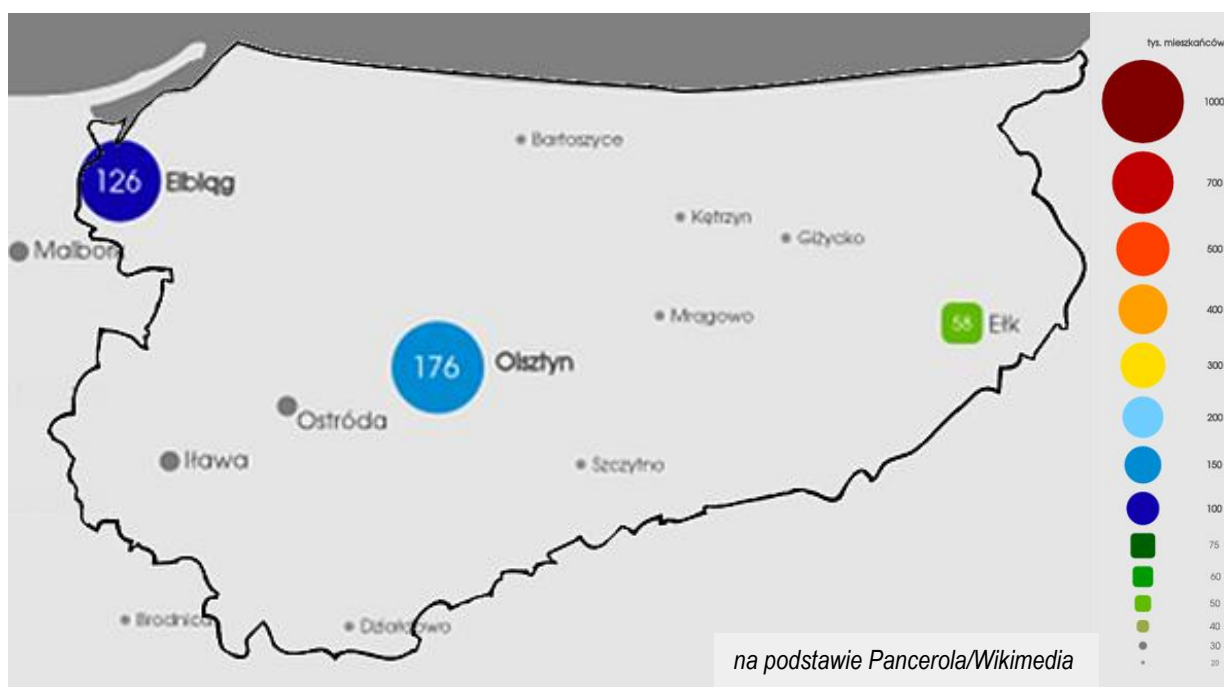 tys. mieszkańców
1000
700
500
400
300
200
150
100
75
60
50
40
30
20
Bartoszyce
126 Elbląg
Kętrzyn
Giżycko
Malbork
Mrągowo
58 Ełk
176 Olsztyn
Ostróda
Iława
Szczytno
Brodnica
Działdowo
na podstawie Pancerola/Wikimedia